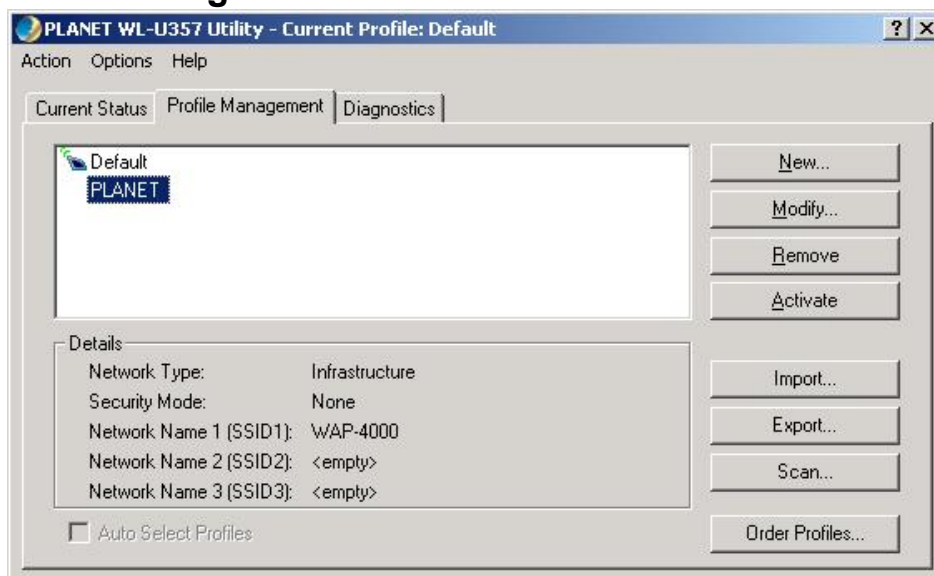 PLANET WL-U357 Utility - Current Profile: Default
Action Options Help
Current Status Profile Management Diagnostics
Default
PLANET
New...
Modify...
Remove
Activate
Details
Network Type: Infrastructure
Security Mode: None
Network Name 1 (SSID1): WAP-4000
Network Name 2 (SSID2): <empty>
Network Name 3 (SSID3): <empty>
Import...
Export...
Scan...
Auto Select Profiles
Order Profiles...